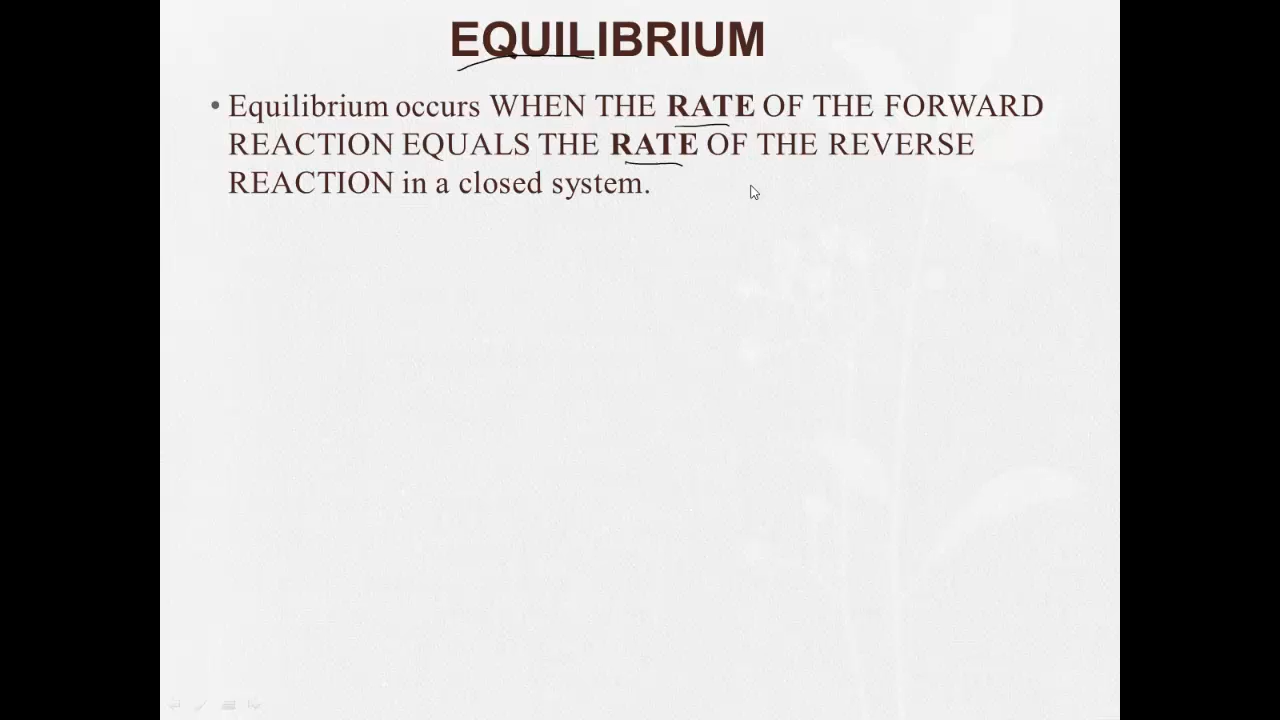 EQUILIBRIUM
• Equilibrium occurs WHEN THE RATE OF THE FORWARD
REACTION EQUALS THE RATE OF THE REVERSE
REACTION in a closed system.